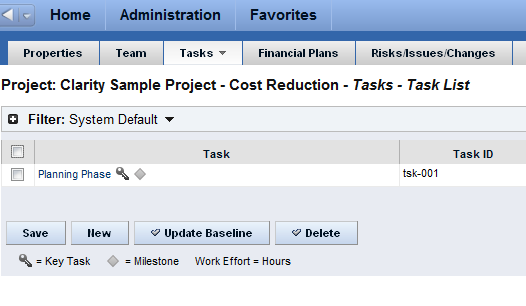 Home Administration Favorites
Properties Team Tasks Financial Plans Risks/Issues/Changes
Project: Clarity Sample Project - Cost Reduction - Tasks - Task List
Filter: System Default
Task Task ID
Planning Phase tsk-001
Save New Update Baseline Delete
= Key Task = Milestone Work Effort = Hours